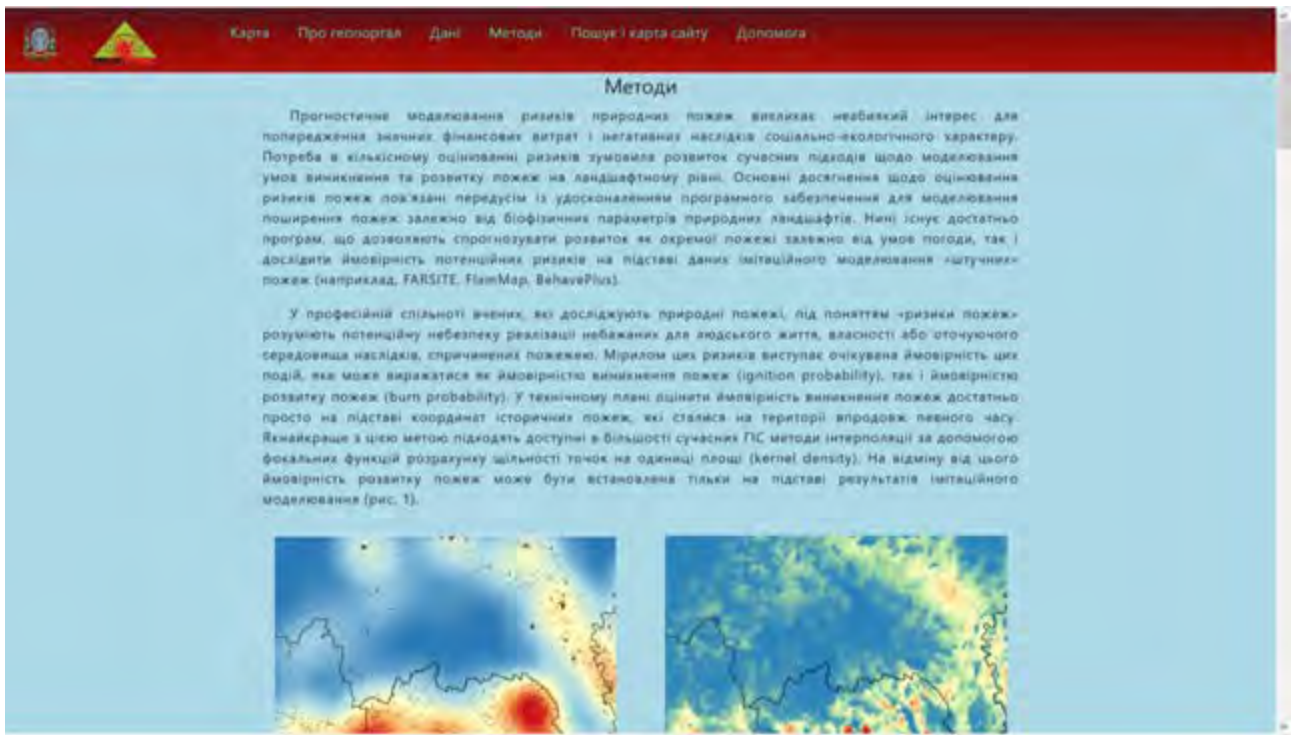 Карта Про геопортал Дані Методи Пошук і карта сайту Допомога
Методи
Прогностичне моделювання ризиків природних пожеж викликає неабиякий інтерес для
попередження значних фінансових витрат і негативних наслідків соціально-екологічного характеру.
Потреба в кількісному оцінюванні ризиків зумовила розвиток сучасних підходів щодо моделювання
умов виникнення та розвитку пожеж на ландшафтному рівні. Основні досягнення щодо оцінювання
ризиків пожеж пов'язані передусім із удосконаленням програмного забезпечення для моделювання
поширення пожеж залежно від біофізичних параметрів природних ландшафтів. Нині існує достатньо
програм, що дозволяють спрогнозувати розвиток як окремої пожежі залежно від умов погоди, так і
дослідити ймовірність потенційних ризиків на підставі даних імітаційного моделювання «штучних»
пожеж (наприклад, FARSITE, FlamMap, BehavePlus).
У професійній спільноті вчених, які досліджують природні пожежі, під поняттям «ризики пожеж»
розуміють потенційну небезпеку реалізації небажаних для людського життя, власності або оточуючого
середовища наслідків, спричинених пожежею. Мірилом цих ризиків виступає очікувана ймовірність цих
подій, яка може виражатися як ймовірністю виникнення пожеж (ignition probability), так і ймовірністю
розвитку пожеж (burn probability). У технічному плані оцінити ймовірність виникнення пожеж достатньо
просто на підставі координат історичних пожеж, які сталися на території впродовж певного часу.
Якнайкраще з цією метою підходять доступні в більшості сучасних ГІС методи інтерполяції за допомогою
фокальних функцій розрахунку щільності точок на одиниці площі (kernel density). На відміну від цього
ймовірність розвитку пожеж може бути встановлена тільки на підставі результатів імітаційного
моделювання (рис. 1).